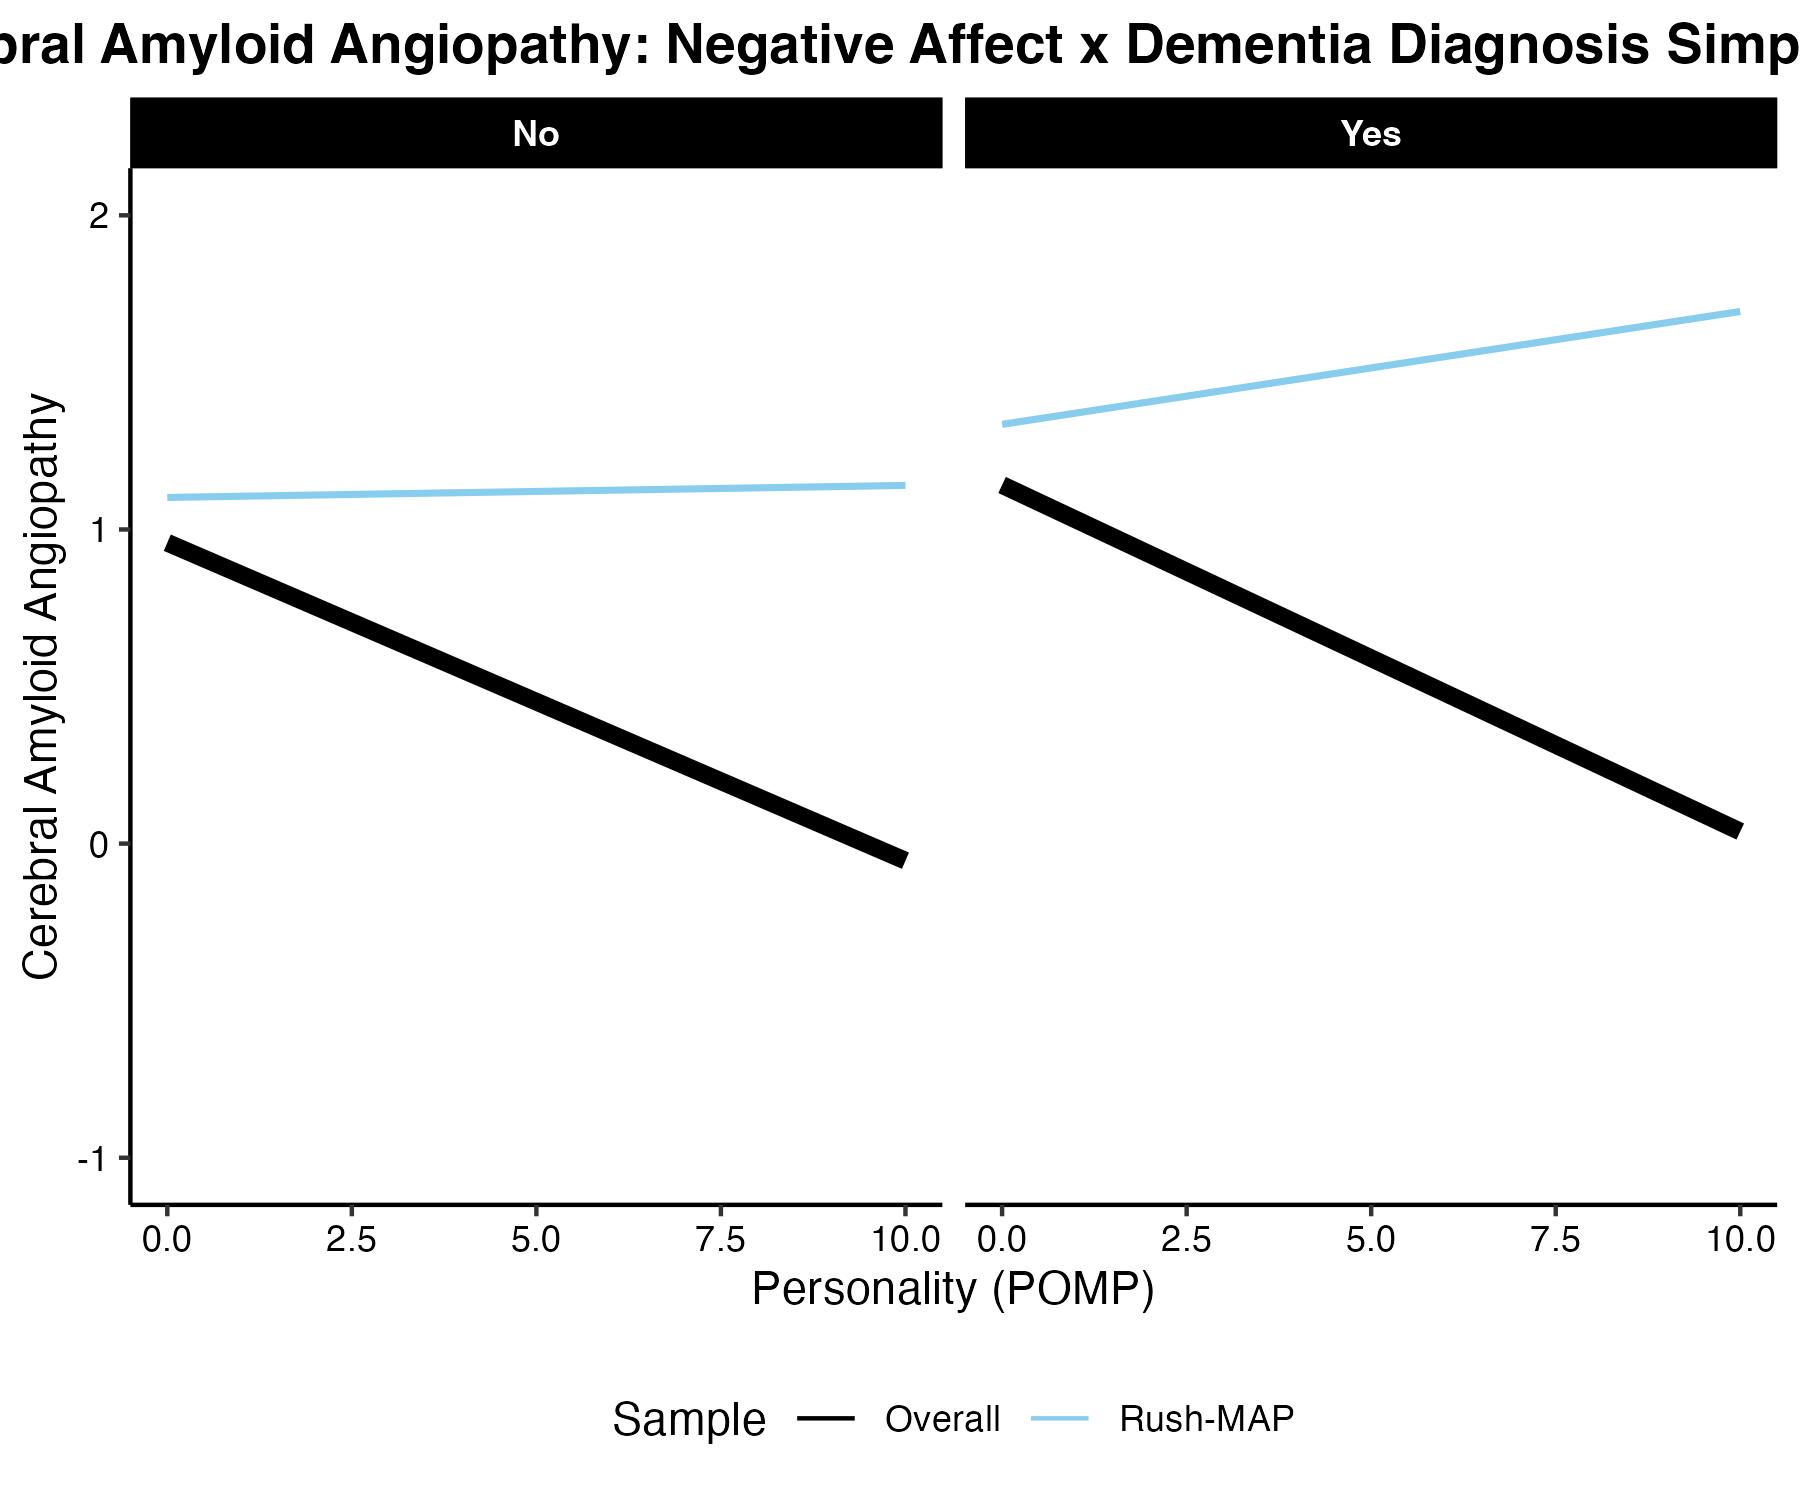 bral Amyloid Angiopathy: Negative Affect x Dementia Diagnosis Simp
No Yes
Cerebral Amyloid Angiopathy
2
1
0
-1
0.0 2.5 5.0 7.5 10.0 0.0 2.5 5.0 7.5 10.0
Personality (POMP)
Sample Overall Rush-MAP